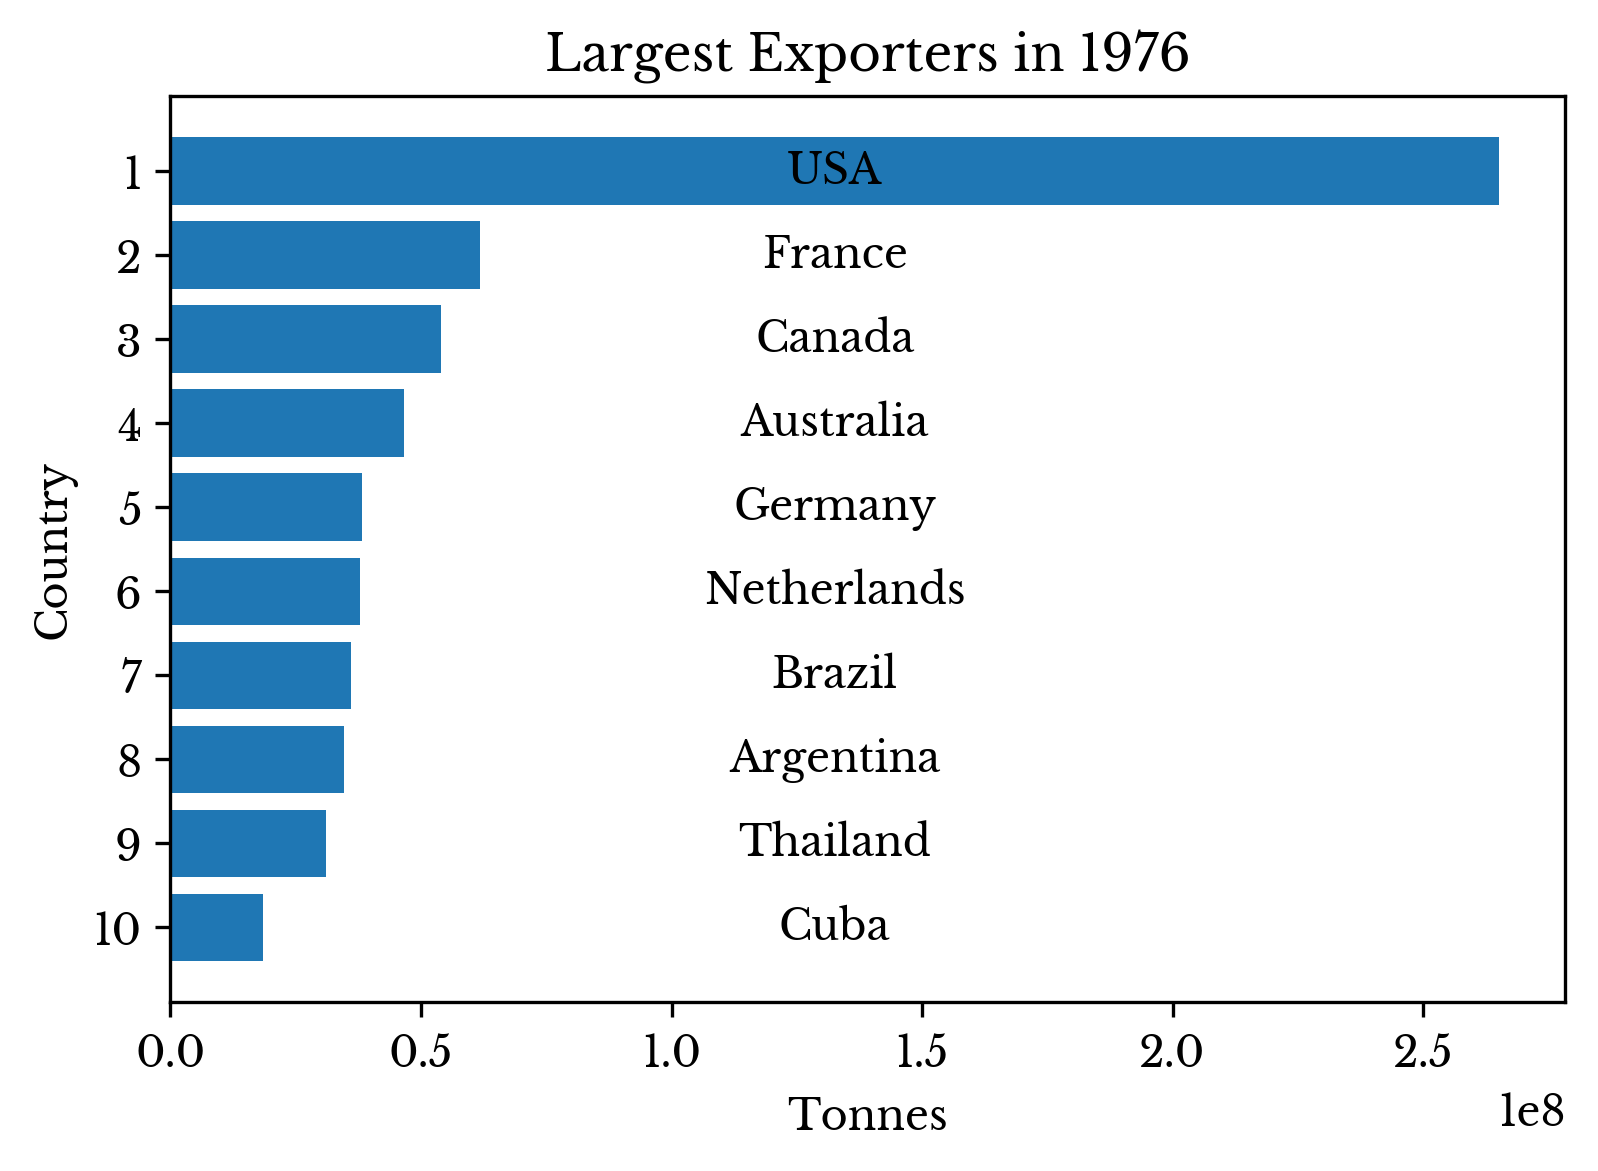 Largest Exporters in 1976
Country
1 USA
2 France
3 Canada
4 Australia
5 Germany
6 Netherlands
7 Brazil
8 Argentina
9 Thailand
10 Cuba
0.0 0.5 1.0 1.5 2.0 2.5
Tonnes 1e8